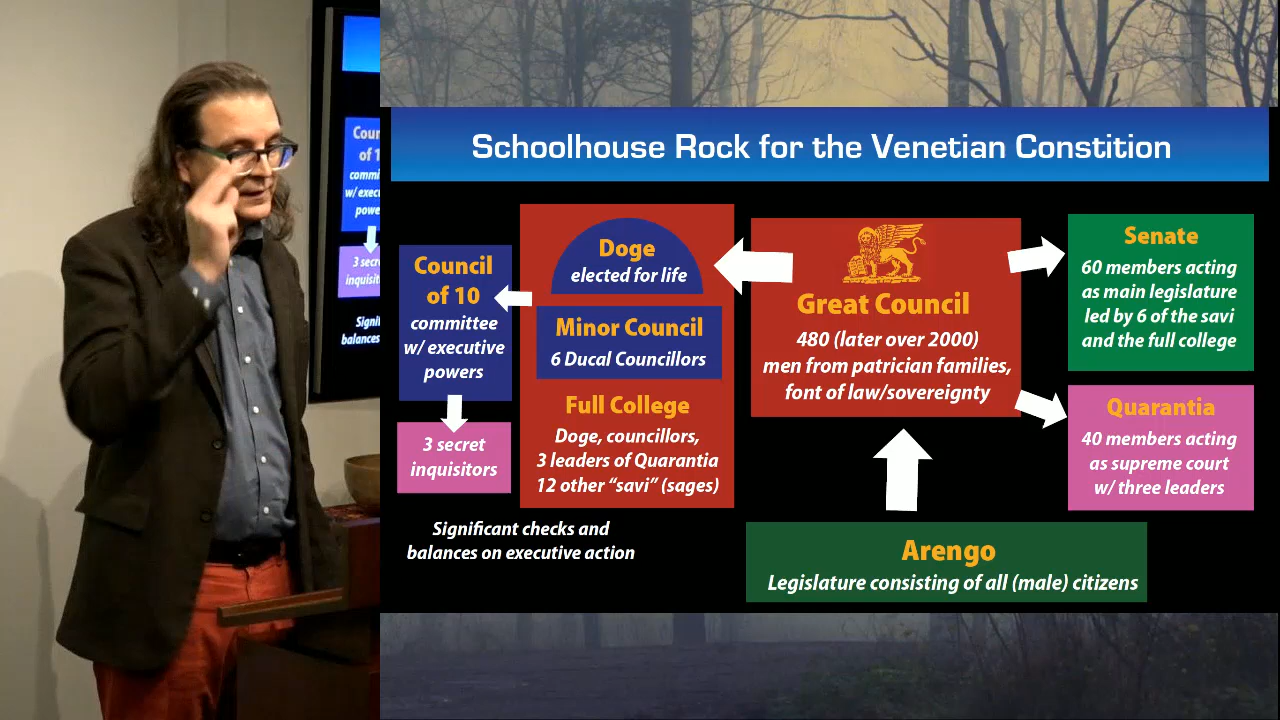 Schoolhouse Rock for the Venetian Constition
Council
of 10
committee
w/ executive
powers
3 secret
inquisitors
Significant checks and
balances on executive action
Doge
elected for life
Minor Council
6 Ducal Councillors
Full College
Doge, councillors,
3 leaders of Quarantia
12 other “savi” (sages)
Great Council
480 (later over 2000)
men from patrician families,
font of law/sovereignty
Senate
60 members acting
as main legislature
led by 6 of the savi
and the full college
Quarantia
40 members acting
as supreme court
w/ three leaders
Arengo
Legislature consisting of all (male) citizens